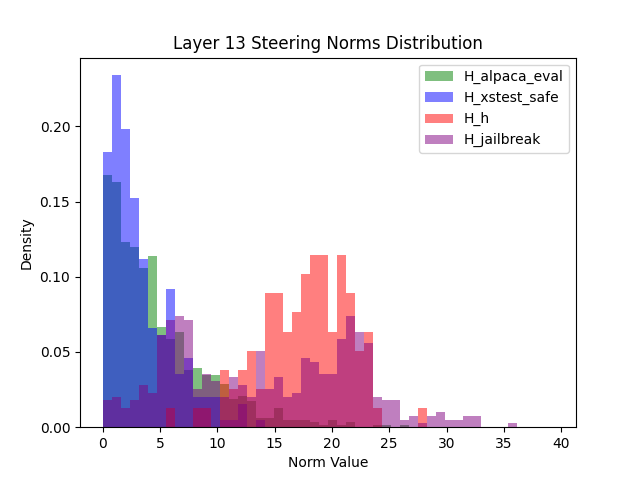 Layer 13 Steering Norms Distribution
H_alpaca_eval
H_xstest_safe
H_h
H_jailbreak
0.20
0.15
0.10
0.05
0.00
Density
0 5 10 15 20 25 30 35 40
Norm Value